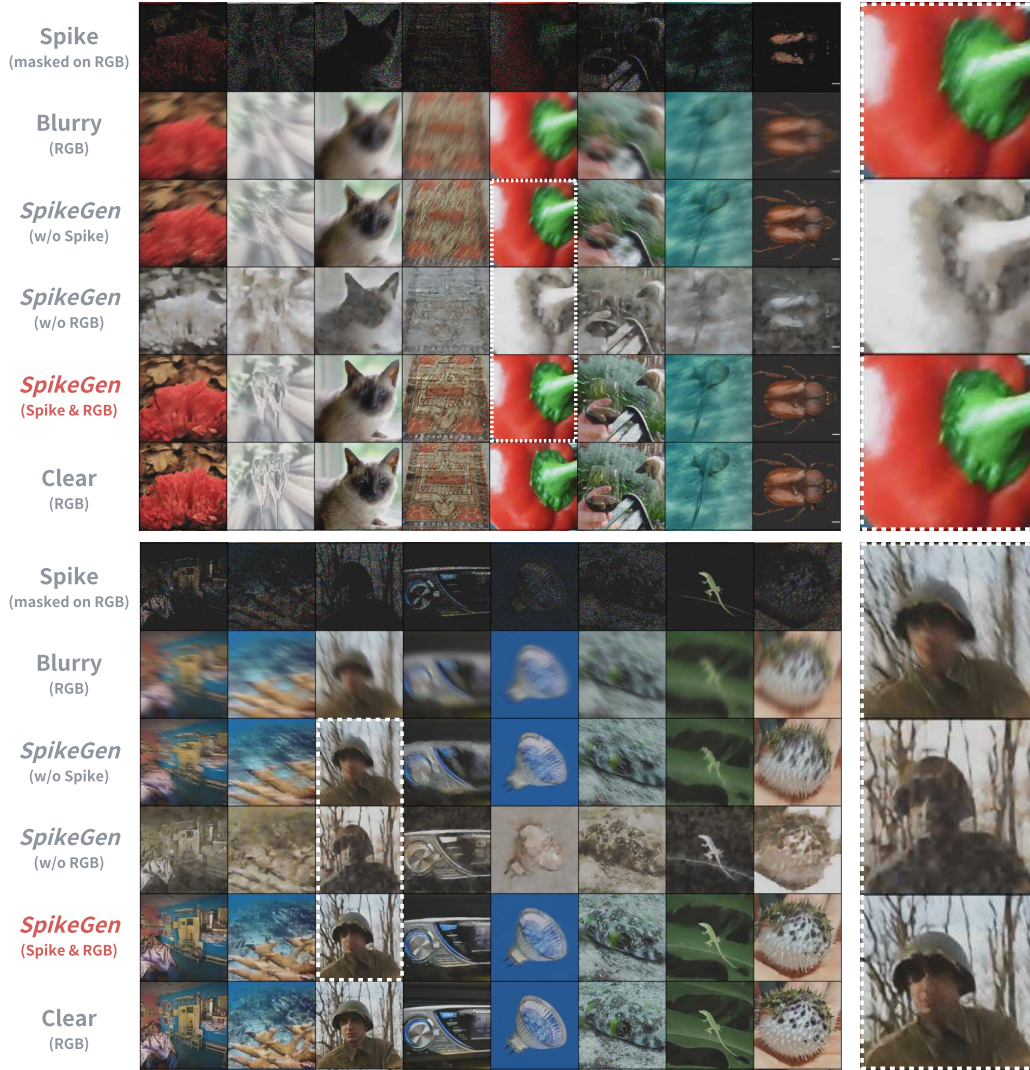 Spike
(masked on RGB)
Blurry
(RGB)
SpikeGen
(w/o Spike)
SpikeGen
(w/o RGB)
SpikeGen
(Spike & RGB)
Clear
(RGB)
Spike
(masked on RGB)
Blurry
(RGB)
SpikeGen
(w/o Spike)
SpikeGen
(w/o RGB)
SpikeGen
(Spike & RGB)
Clear
(RGB)